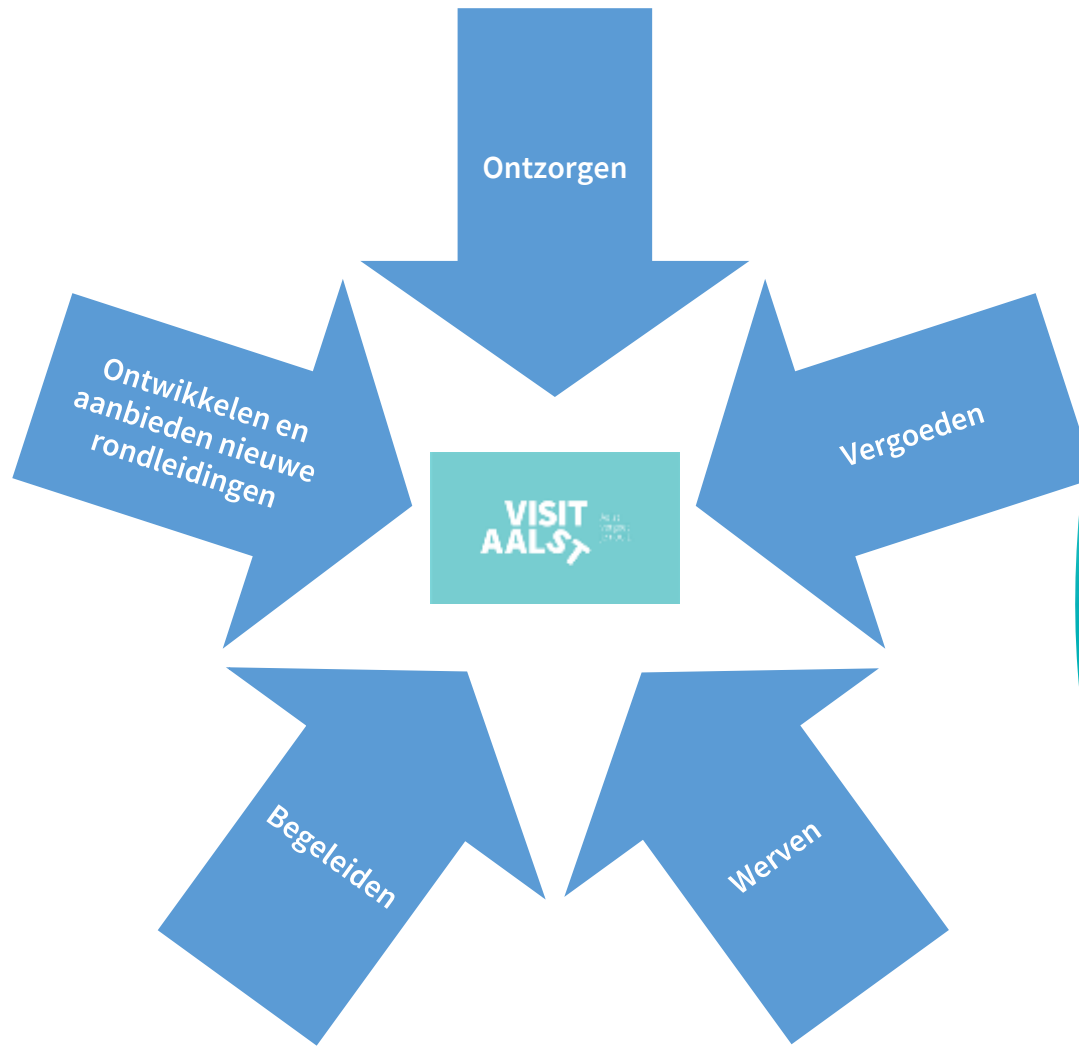 Ontzorgen
Ontwikkelen en
aanbieden nieuwe
rondleidingen
Vergoeden
VISIT
AALST
Begeleiden
Werven